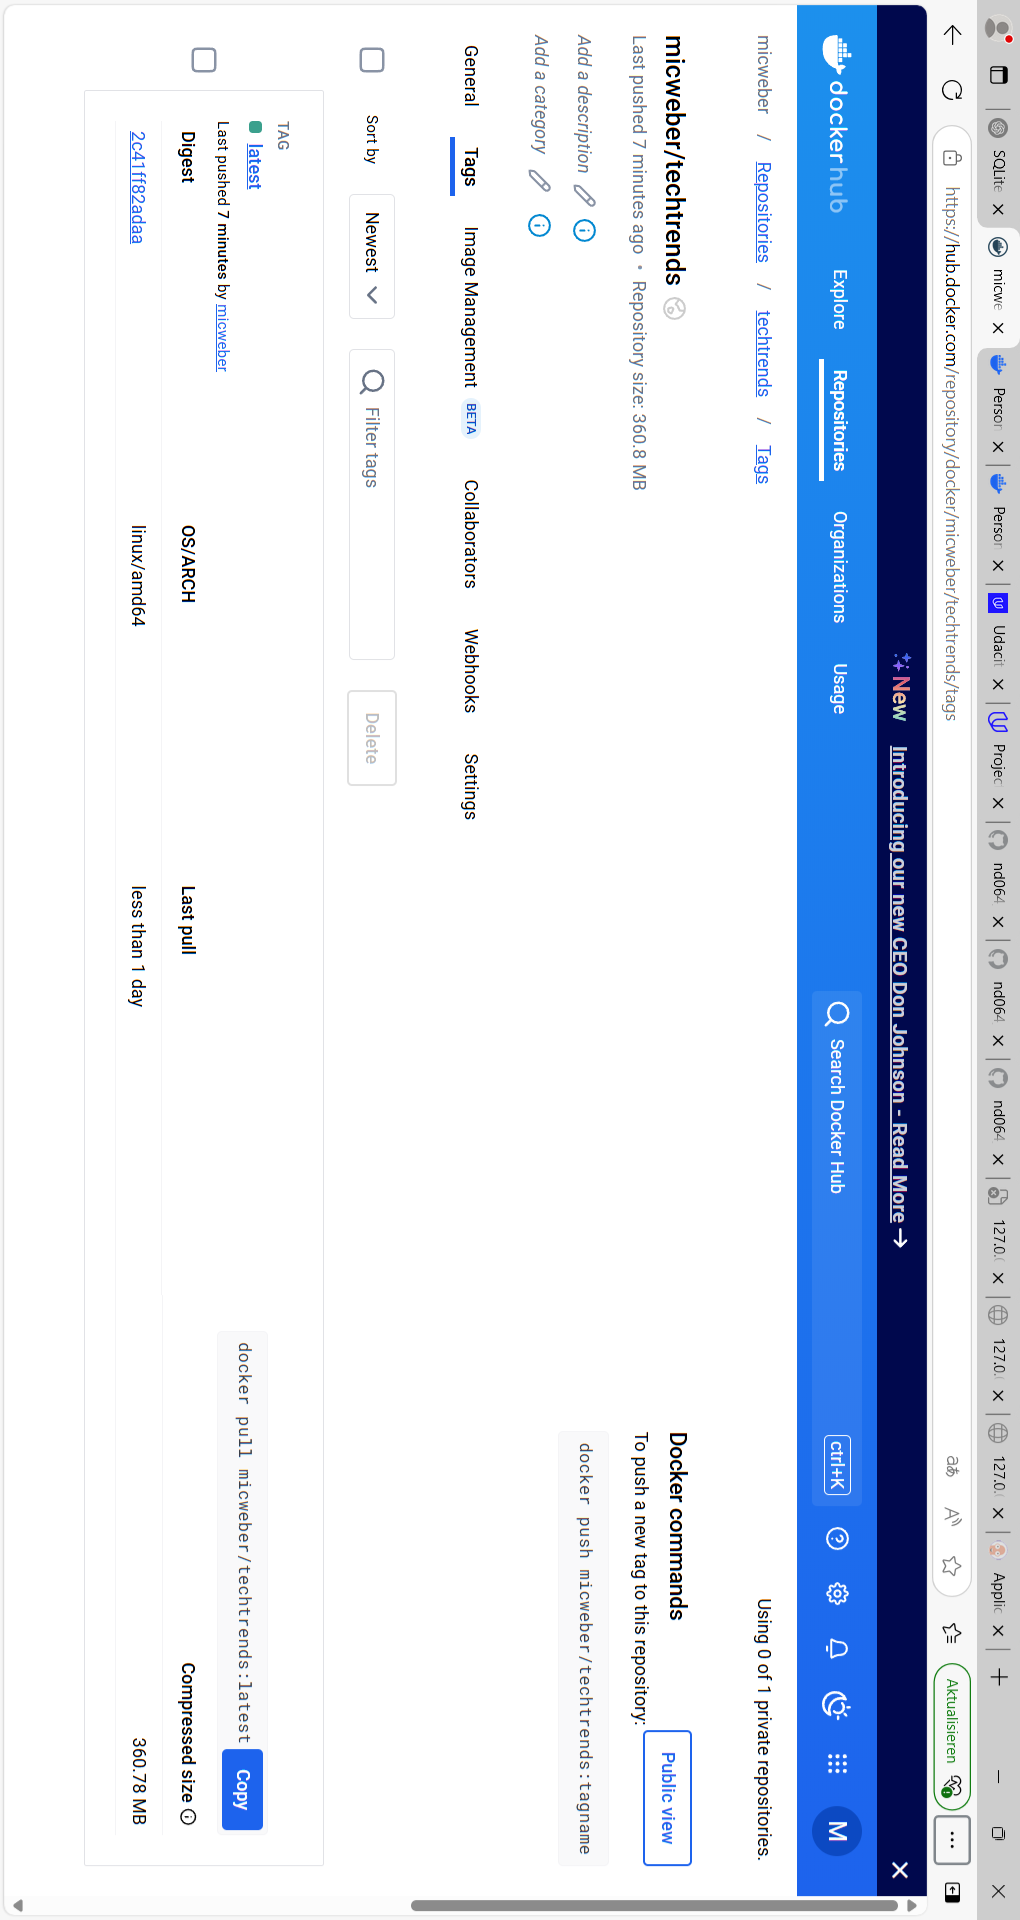 SQLite
micwe
Persor
Persor
Udacit
Projec
nd064
nd064
nd064
127.0.
127.0.
127.0.
Applic
https://hub.docker.com/repository/docker/micweber/techtrends/tags
Aktualisieren
New Introducing our new CEO Don Johnson - Read More →
dockerhub Explore Repositories Organizations Usage Search Docker Hub ctrl+K M
micweber / Repositories / techtrends / Tags
Using 0 of 1 private repositories.
micweber/techtrends
Last pushed 7 minutes ago • Repository size: 360.8 MB
Add a description
Add a category
Docker commands
Public view
To push a new tag to this repository:
docker push micweber/techtrends:tagname
General Tags Image Management BETA Collaborators Webhooks Settings
Sort by Newest Filter tags Delete
TAG
latest
Last pushed 7 minutes by micweber
docker pull micweber/techtrends:latest Copy
Digest OS/ARCH Last pull Compressed size
2c41ff82adaa linux/amd64 less than 1 day 360.78 MB